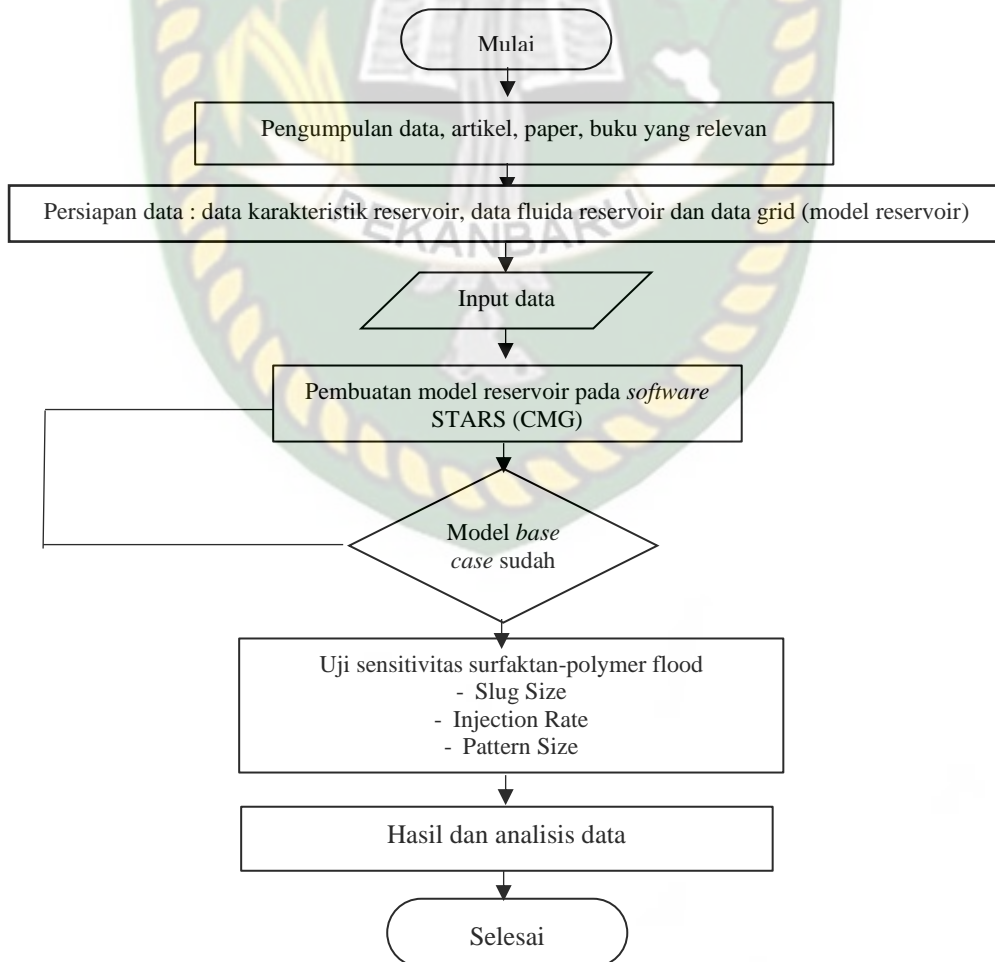 Mulai
Pengumpulan data, artikel, paper, buku yang relevan
Persiapan data : data karakteristik reservoir, data fluida reservoir dan data grid (model reservoir)
PEKANBARU
Input data
Pembuatan model reservoir pada software
STARS (CMG)
Model base
case sudah
Uji sensitivitas surfaktan-polymer flood
- Slug Size
- Injection Rate
- Pattern Size
Hasil dan analisis data
Selesai